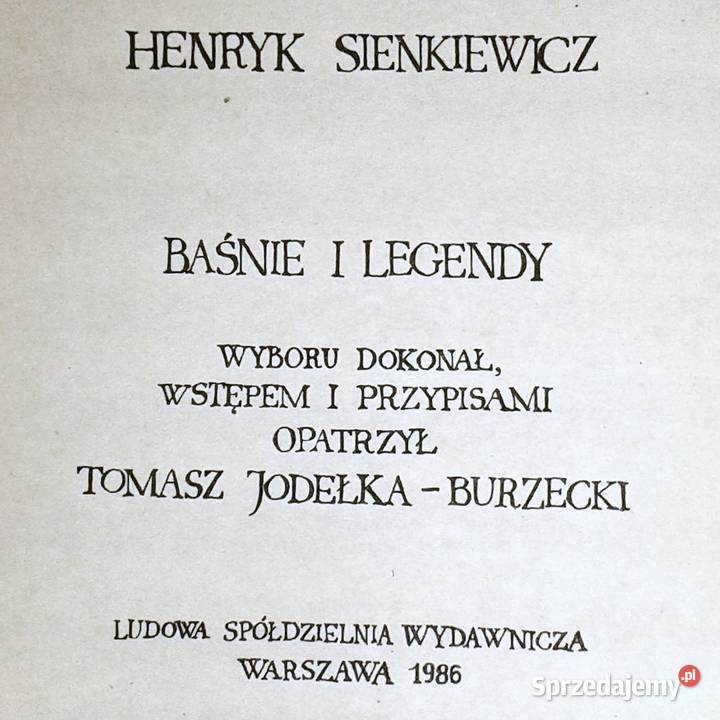 HENRYK SIENKIEWICZ
BAŚNIE I LEGENDY
WYBORU DOKONAŁ,
WSTĘPEM I PRZYPISAMI
OPATRZYŁ
TOMASZ JODEŁKA-BURZECKI
LUDOWA SPÓŁDZIELNIA WYDAWNICZA
WARSZAWA 1986
Sprzedajemy.pl